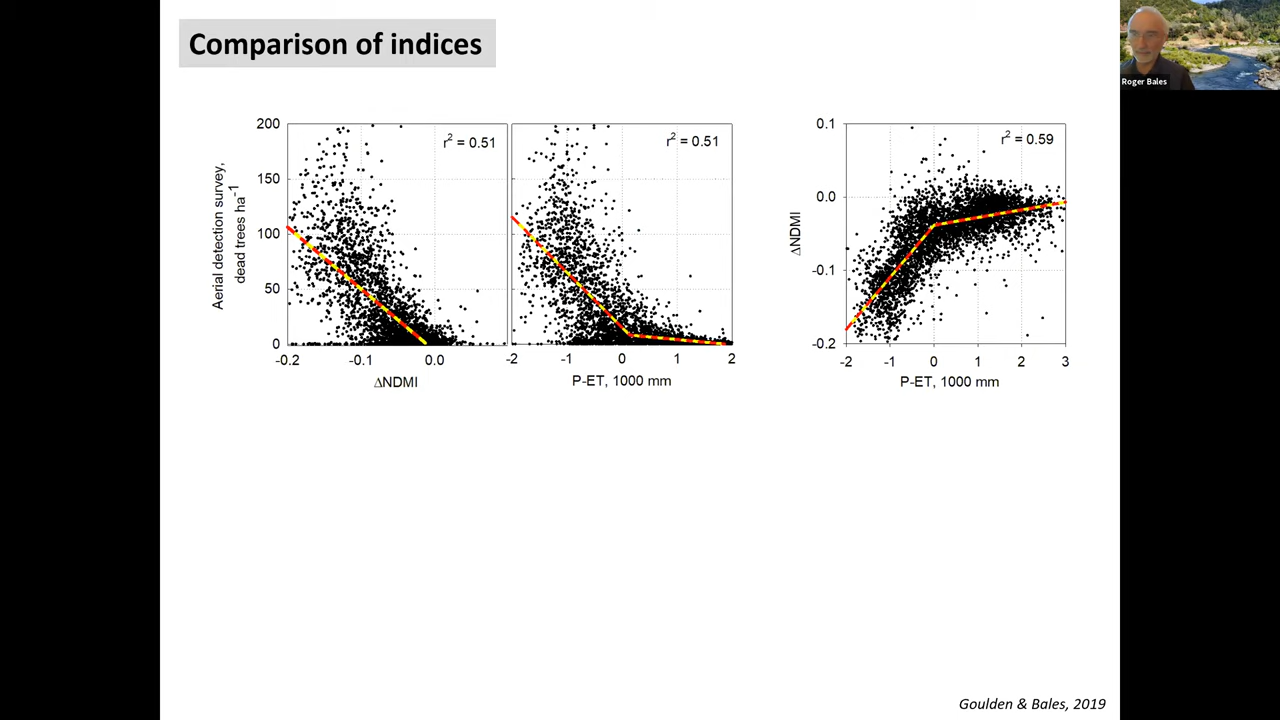 Comparison of indices
Roger Bales
Aerial detection survey,
dead trees ha⁻¹
200
150
100
50
0
r² = 0.51
-0.2
-0.1
0.0
ΔNDMI
r² = 0.51
-2
-1
0
1
2
P-ET, 1000 mm
ΔNDMI
0.1
0.0
-0.1
-0.2
r² = 0.59
-2
-1
0
1
2
3
P-ET, 1000 mm
Goulden & Bales, 2019